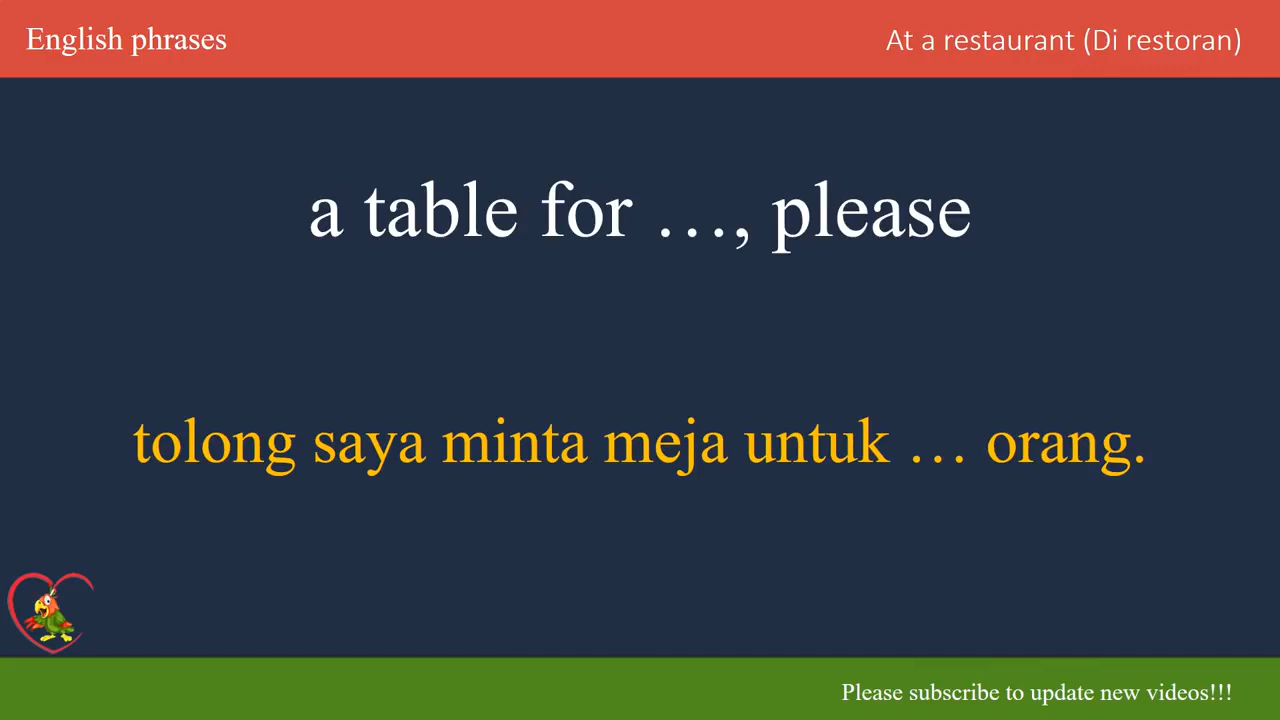 English phrases
At a restaurant (Di restoran)
a table for …, please
tolong saya minta meja untuk … orang.
Please subscribe to update new videos!!!